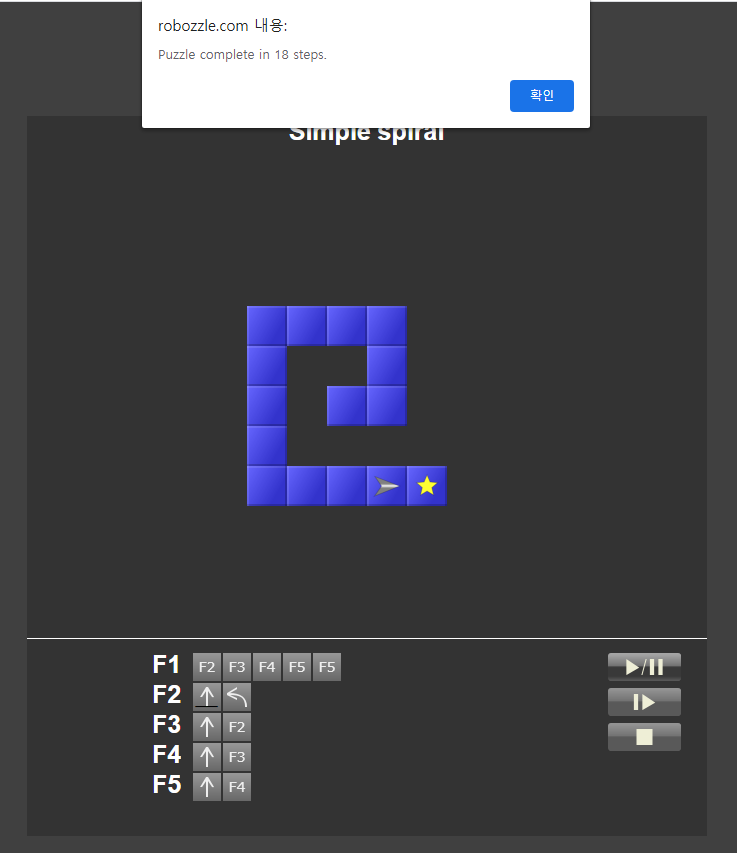 robozzle.com 내용:
Puzzle complete in 18 steps.
확인
Simple spiral
F1 F2 F3 F4 F5 F5
F2
F3 F2
F4 F3
F5 F4